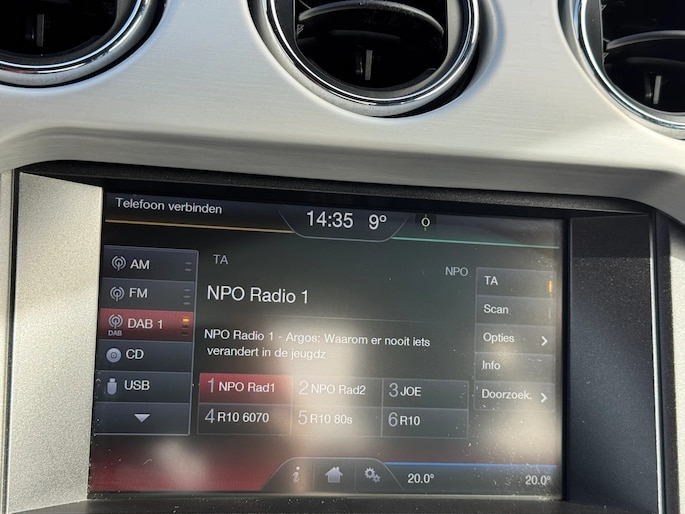 Telefoon verbinden
14:35 9°
AM
FM
DAB 1
DAB
CD
USB
TA
NPO
NPO Radio 1
NPO Radio 1 - Argos: Waarom er nooit iets
verandert in de jeugdz
1 NPO Rad1
2 NPO Rad2
3 JOE
4 R10 6070
5 R10 80s
6 R10
TA
Scan
Opties
Info
Doorzoek.
i
20.0°
20.0°